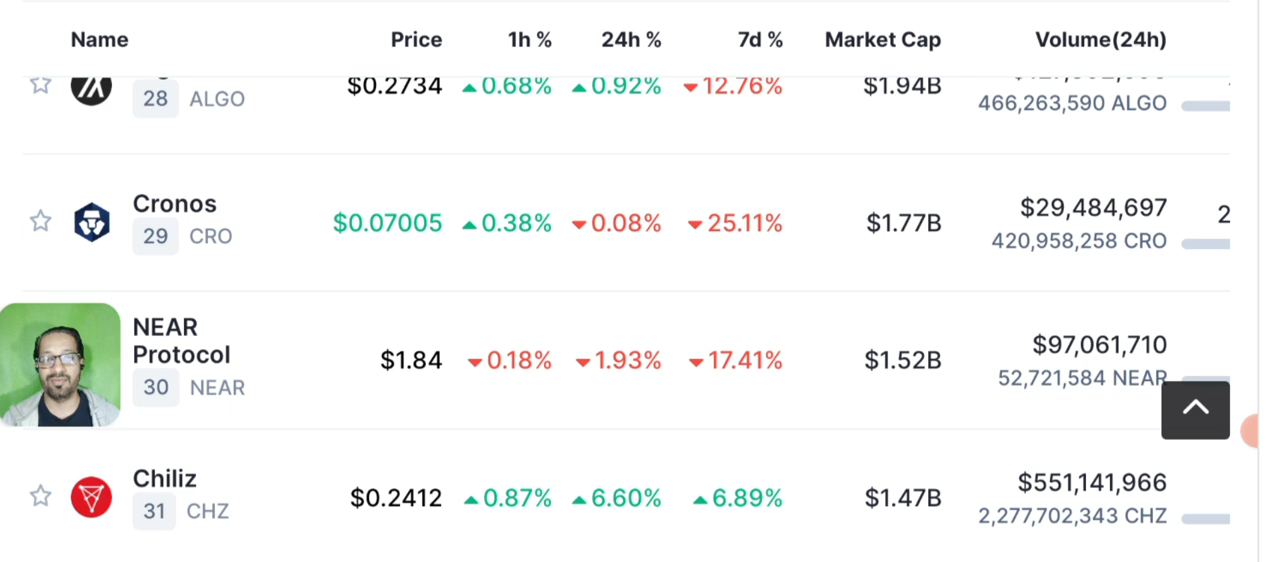 Name Price 1h % 24h % 7d % Market Cap Volume(24h)
28 ALGO $0.2734 ▲0.68% ▲0.92% ▼12.76% $1.94B
466,263,590 ALGO
Cronos
29 CRO $0.07005 ▲0.38% ▼0.08% ▼25.11% $1.77B $29,484,697 2
420,958,258 CRO
NEAR
Protocol
30 NEAR $1.84 ▼0.18% ▼1.93% ▼17.41% $1.52B $97,061,710
52,721,584 NEAR
Chiliz
31 CHZ $0.2412 ▲0.87% ▲6.60% ▲6.89% $1.47B $551,141,966
2,277,702,343 CHZ